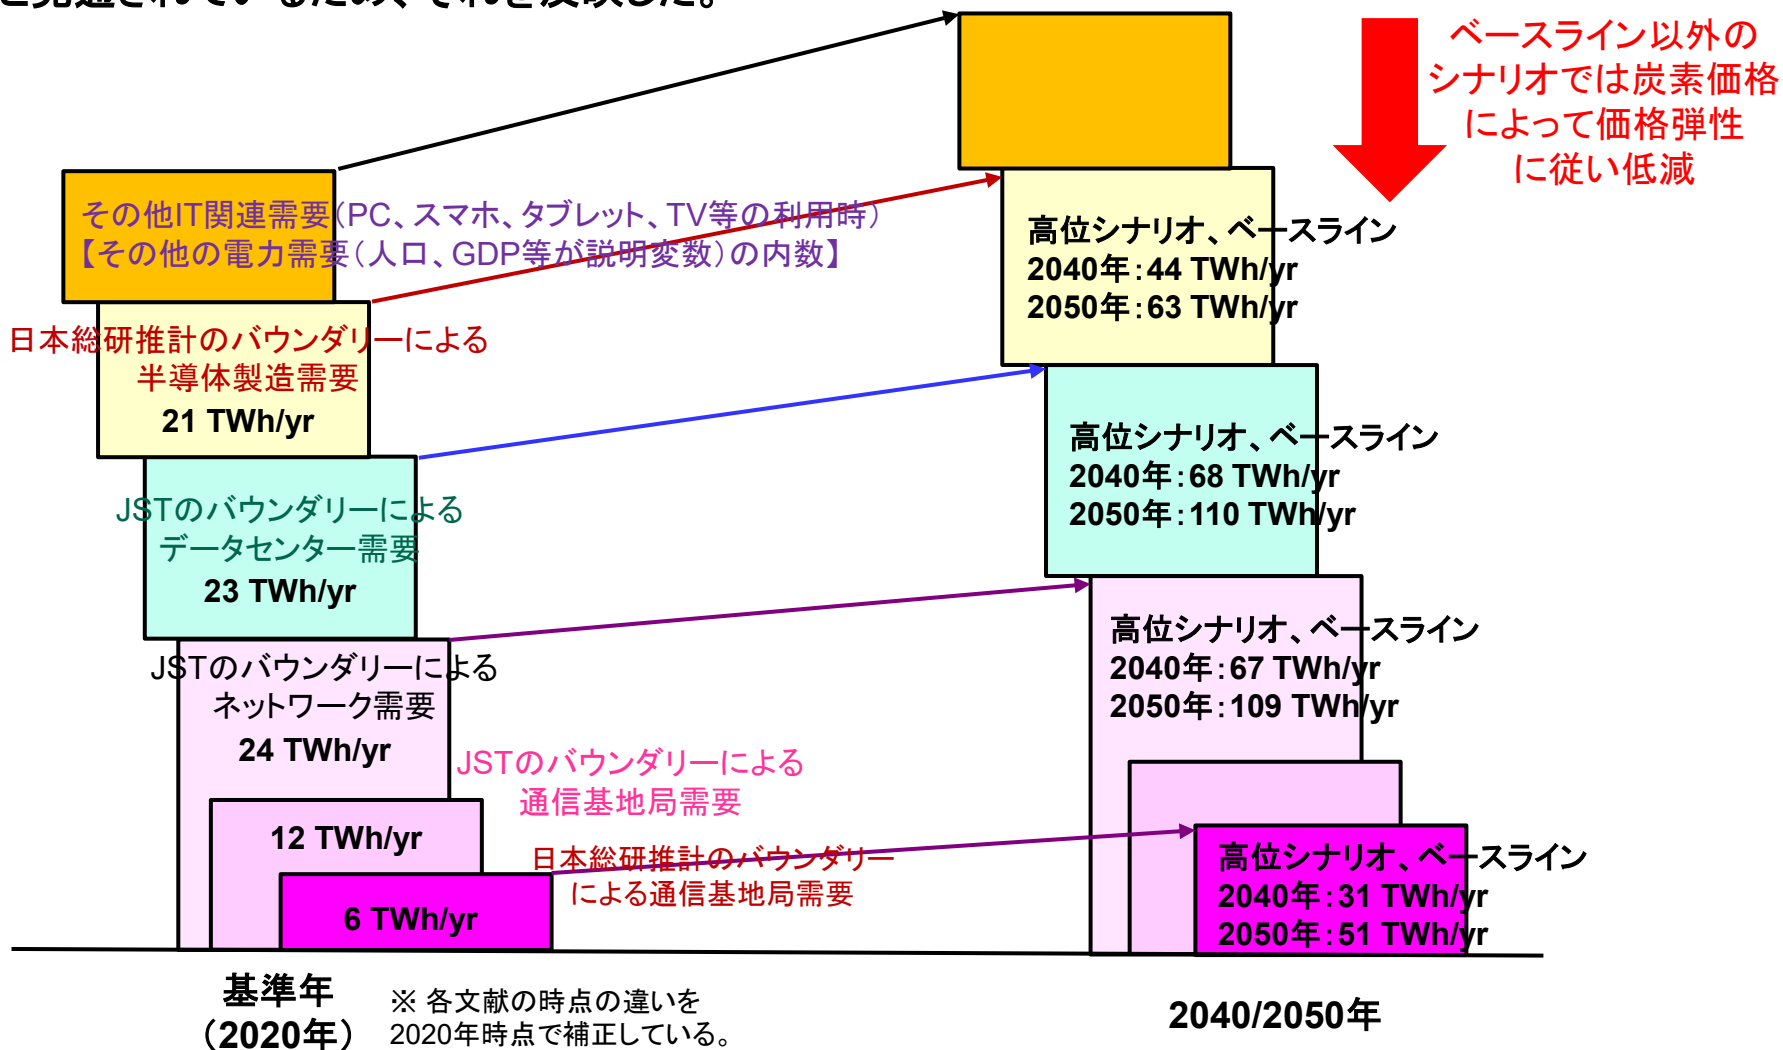 と見通されているため、それを反映した。
ベースライン以外の
シナリオでは炭素価格
によって価格弾性
に従い低減
その他IT関連需要（PC、スマホ、タブレット、TV等の利用時）
【その他の電力需要（人口、GDP等が説明変数）の内数】
高位シナリオ、ベースライン
2040年：44 TWh/yr
2050年：63 TWh/yr
日本総研推計のバウンダリーによる
半導体製造需要
21 TWh/yr
高位シナリオ、ベースライン
2040年：68 TWh/yr
2050年：110 TWh/yr
JSTのバウンダリーによる
データセンター需要
23 TWh/yr
高位シナリオ、ベースライン
2040年：67 TWh/yr
2050年：109 TWh/yr
JSTのバウンダリーによる
ネットワーク需要
24 TWh/yr
JSTのバウンダリーによる
通信基地局需要
12 TWh/yr
日本総研推計のバウンダリー
による通信基地局需要
6 TWh/yr
高位シナリオ、ベースライン
2040年：31 TWh/yr
2050年：51 TWh/yr
基準年
（2020年）
※ 各文献の時点の違いを
2020年時点で補正している。
2040/2050年